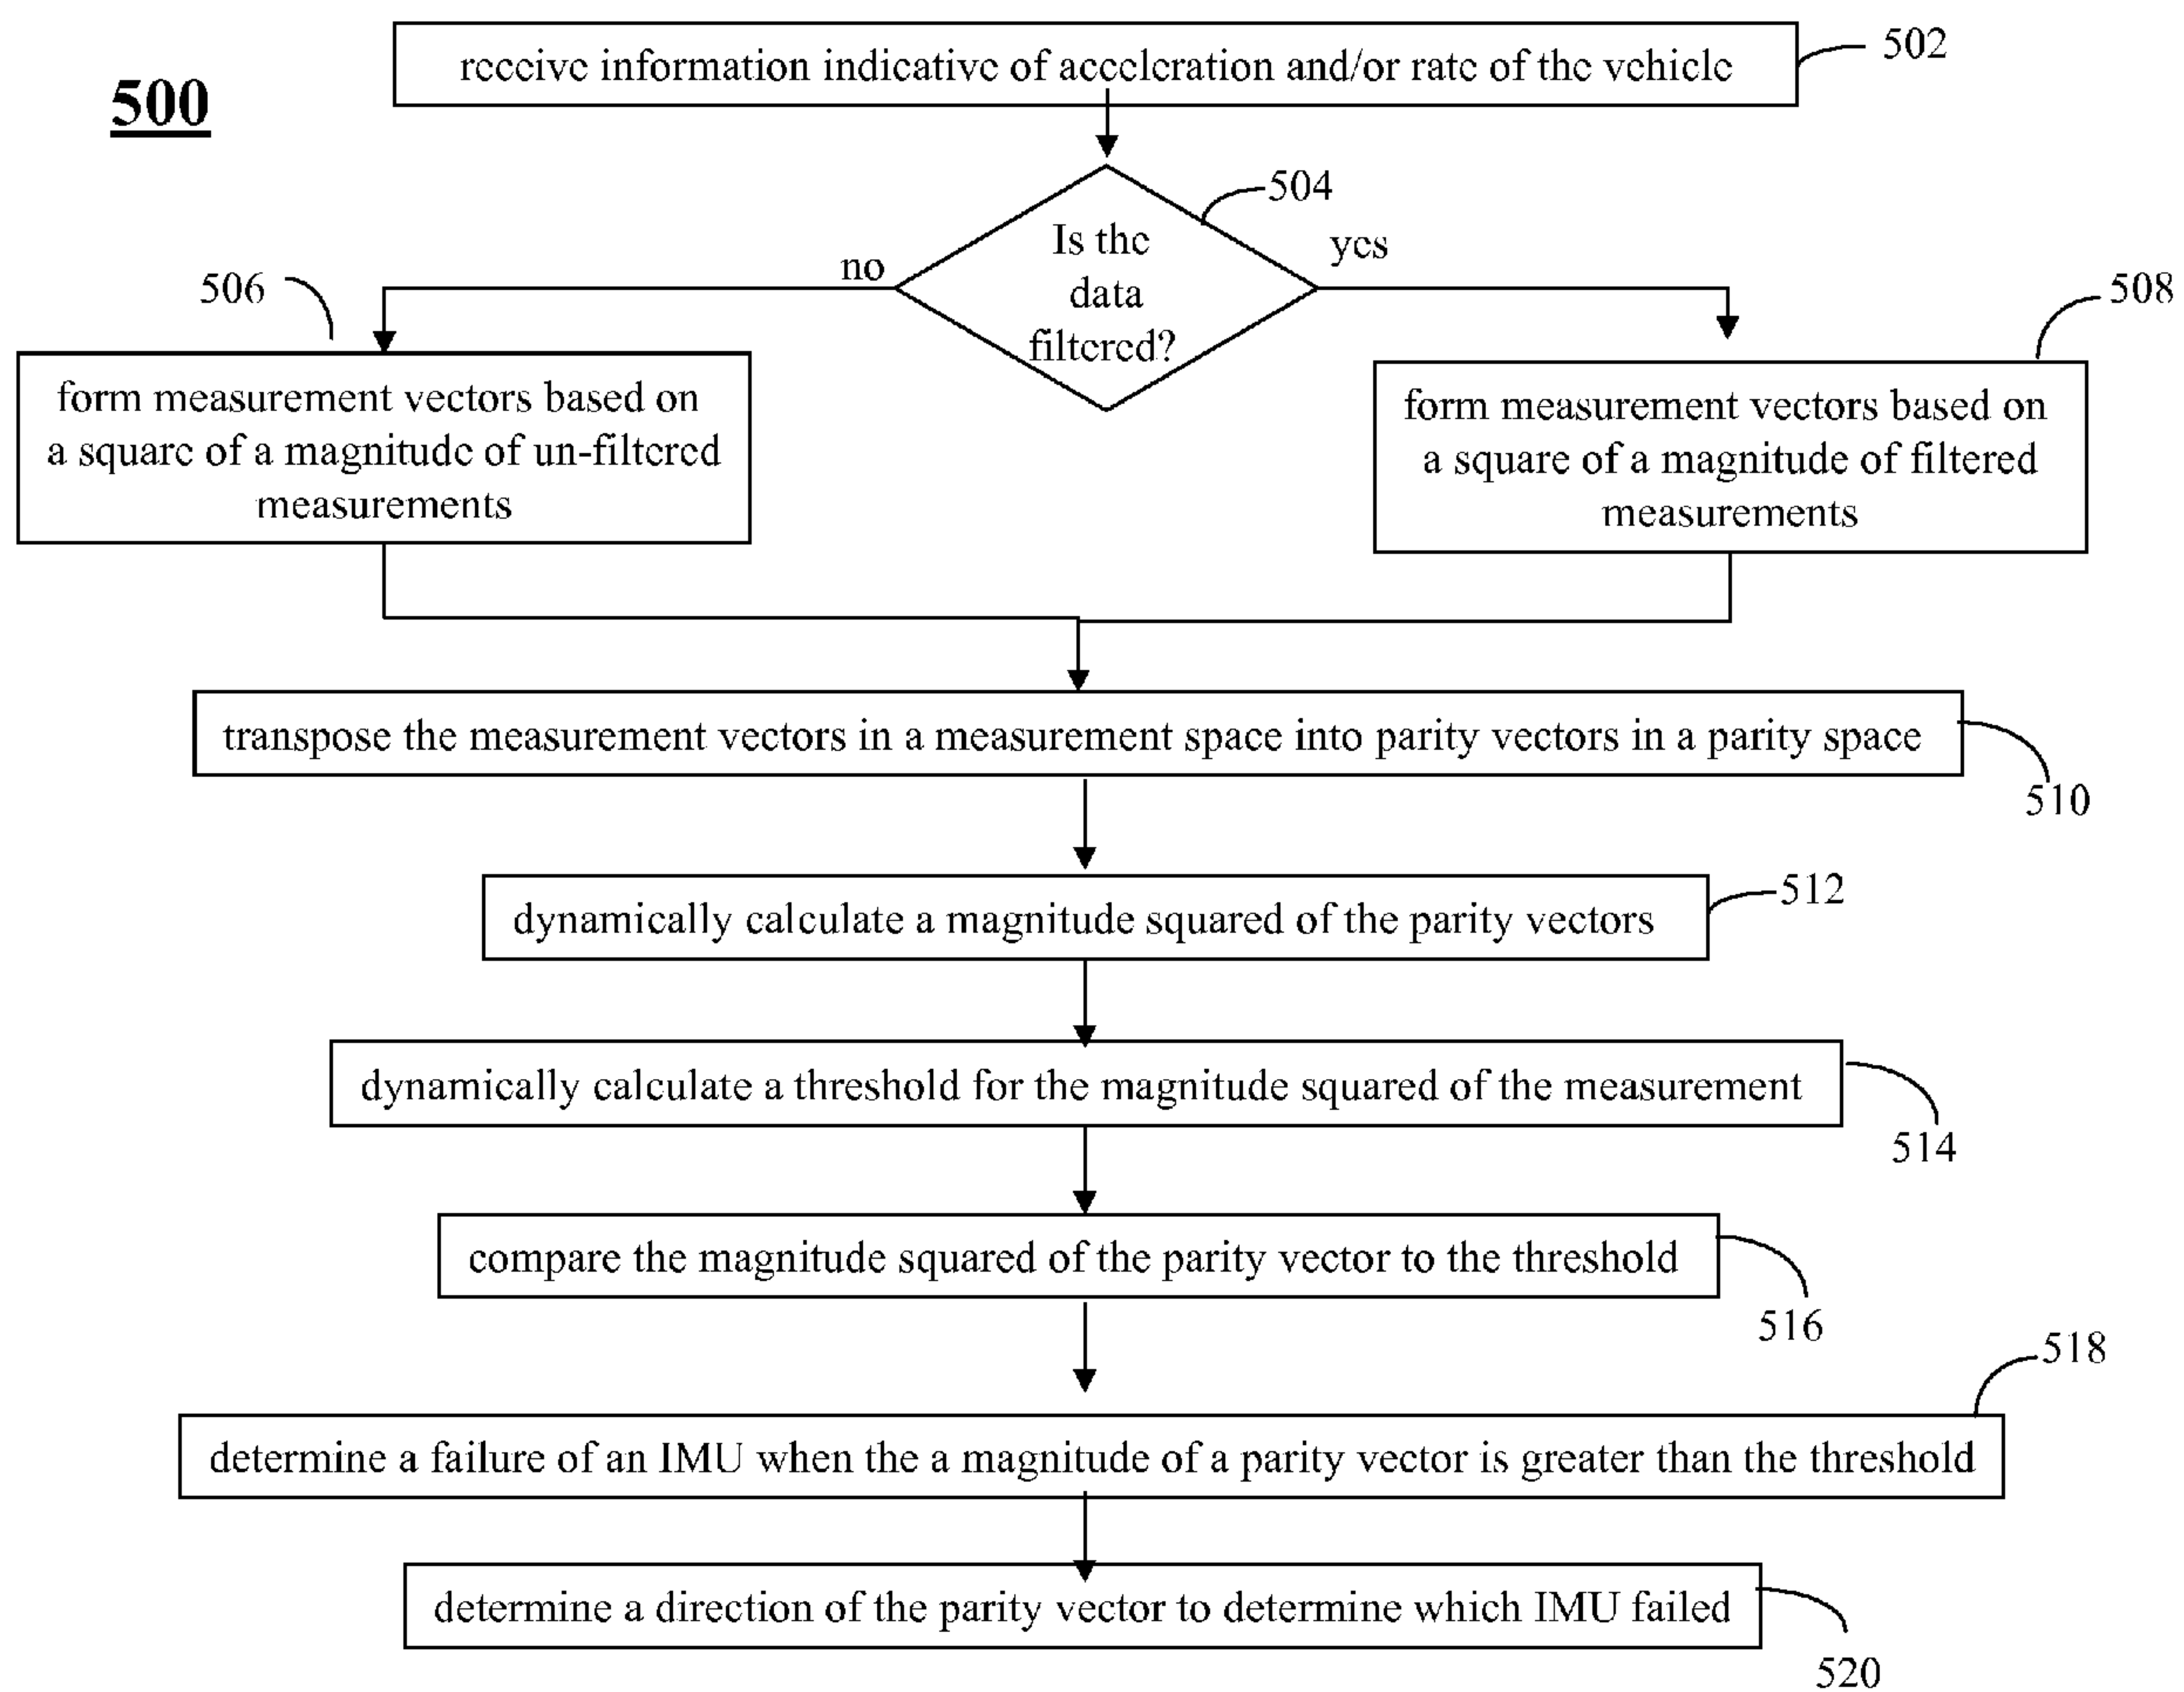 500
receive information indicative of acceleration and/or rate of the vehicle
502
504
Is the
data
filtered?
no
yes
506
508
form measurement vectors based on
a square of a magnitude of un-filtered
measurements
form measurement vectors based on
a square of a magnitude of filtered
measurements
transpose the measurement vectors in a measurement space into parity vectors in a parity space
510
dynamically calculate a magnitude squared of the parity vectors
512
dynamically calculate a threshold for the magnitude squared of the measurement
514
compare the magnitude squared of the parity vector to the threshold
516
518
determine a failure of an IMU when the a magnitude of a parity vector is greater than the threshold
determine a direction of the parity vector to determine which IMU failed
520